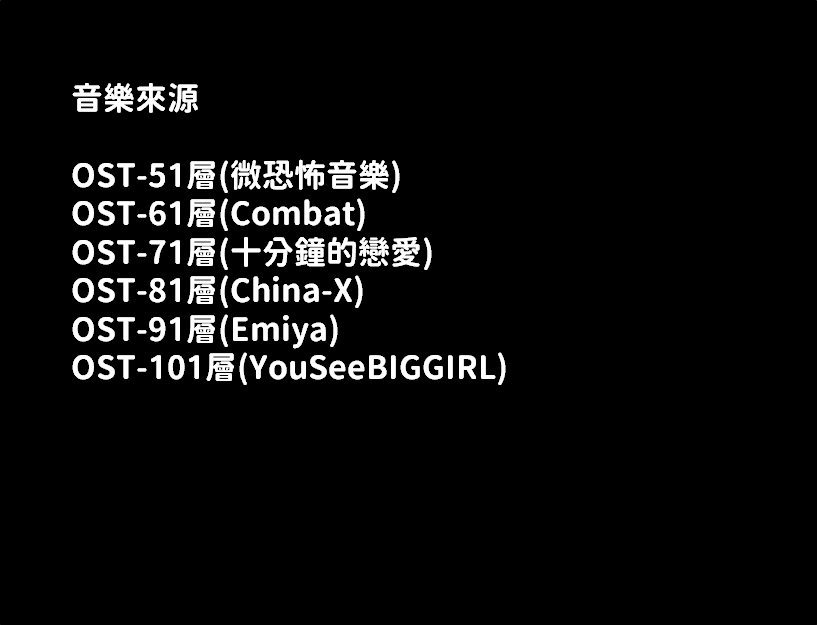 音樂來源
OST-51層(微恐怖音樂)
OST-61層(Combat)
OST-71層(十分鐘的戀愛)
OST-81層(China-X)
OST-91層(Emiya)
OST-101層(YouSeeBIGGIRL)